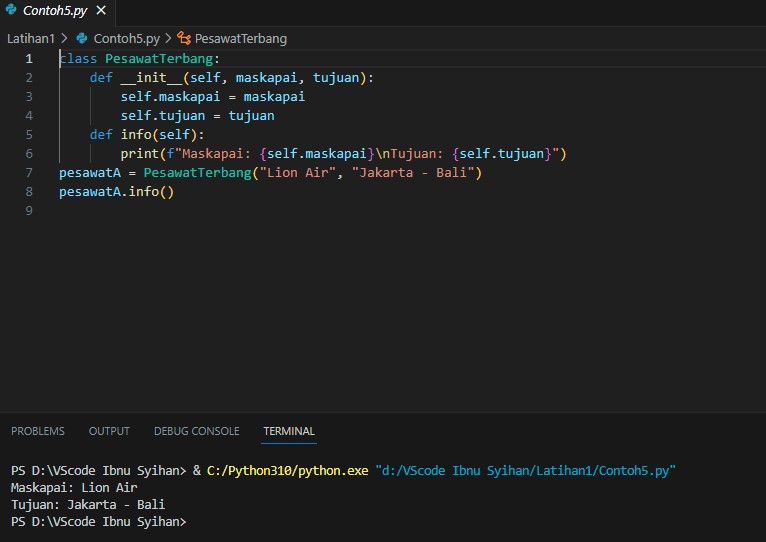 Contoh5.py
Latihan1 > Contoh5.py > PesawatTerbang
1 class PesawatTerbang:
2     def __init__(self, maskapai, tujuan):
3         self.maskapai = maskapai
4         self.tujuan = tujuan
5     def info(self):
6         print(f"Maskapai: {self.maskapai}\nTujuan: {self.tujuan}")
7 pesawatA = PesawatTerbang("Lion Air", "Jakarta - Bali")
8 pesawatA.info()
9
PROBLEMS OUTPUT DEBUG CONSOLE TERMINAL
PS D:\VScode Ibnu Syihan> & C:/Python310/python.exe "d:/VScode Ibnu Syihan/Latihan1/Contoh5.py"
Maskapai: Lion Air
Tujuan: Jakarta - Bali
PS D:\VScode Ibnu Syihan>